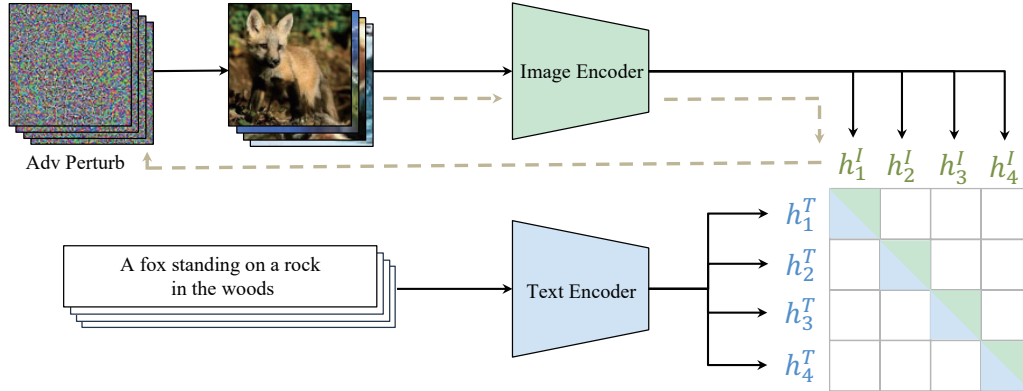 Adv Perturb
Image Encoder
h_1^I h_2^I h_3^I h_4^I
A fox standing on a rock
in the woods
Text Encoder
h_1^T
h_2^T
h_3^T
h_4^T